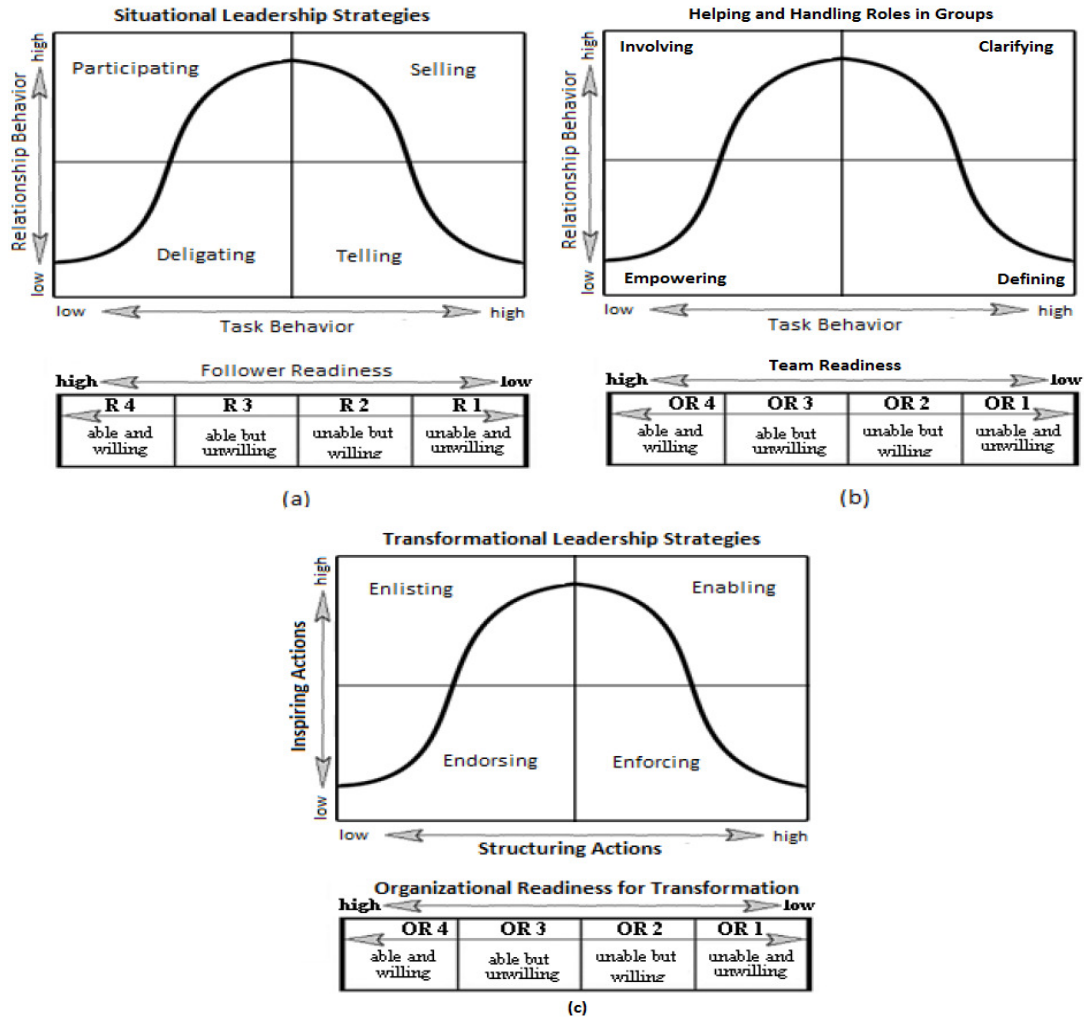 Situational Leadership Strategies
high
Participating
Selling
Relationship Behavior
Deligating
Telling
low
low
high
Task Behavior
Follower Readiness
high
low
R 4
R 3
R 2
R 1
able and
willing
able but
unwilling
unable but
willing
unable and
unwilling
(a)
Helping and Handling Roles in Groups
high
Involving
Clarifying
Relationship Behavior
Empowering
Defining
low
low
high
Task Behavior
Team Readiness
high
low
OR 4
OR 3
OR 2
OR 1
able and
willing
able but
unwilling
unable but
willing
unable and
unwilling
(b)
Transformational Leadership Strategies
high
Enlisting
Enabling
Inspiring Actions
Endorsing
Enforcing
low
low
high
Structuring Actions
Organizational Readiness for Transformation
high
low
OR 4
OR 3
OR 2
OR 1
able and
willing
able but
unwilling
unable but
willing
unable and
unwilling
(c)